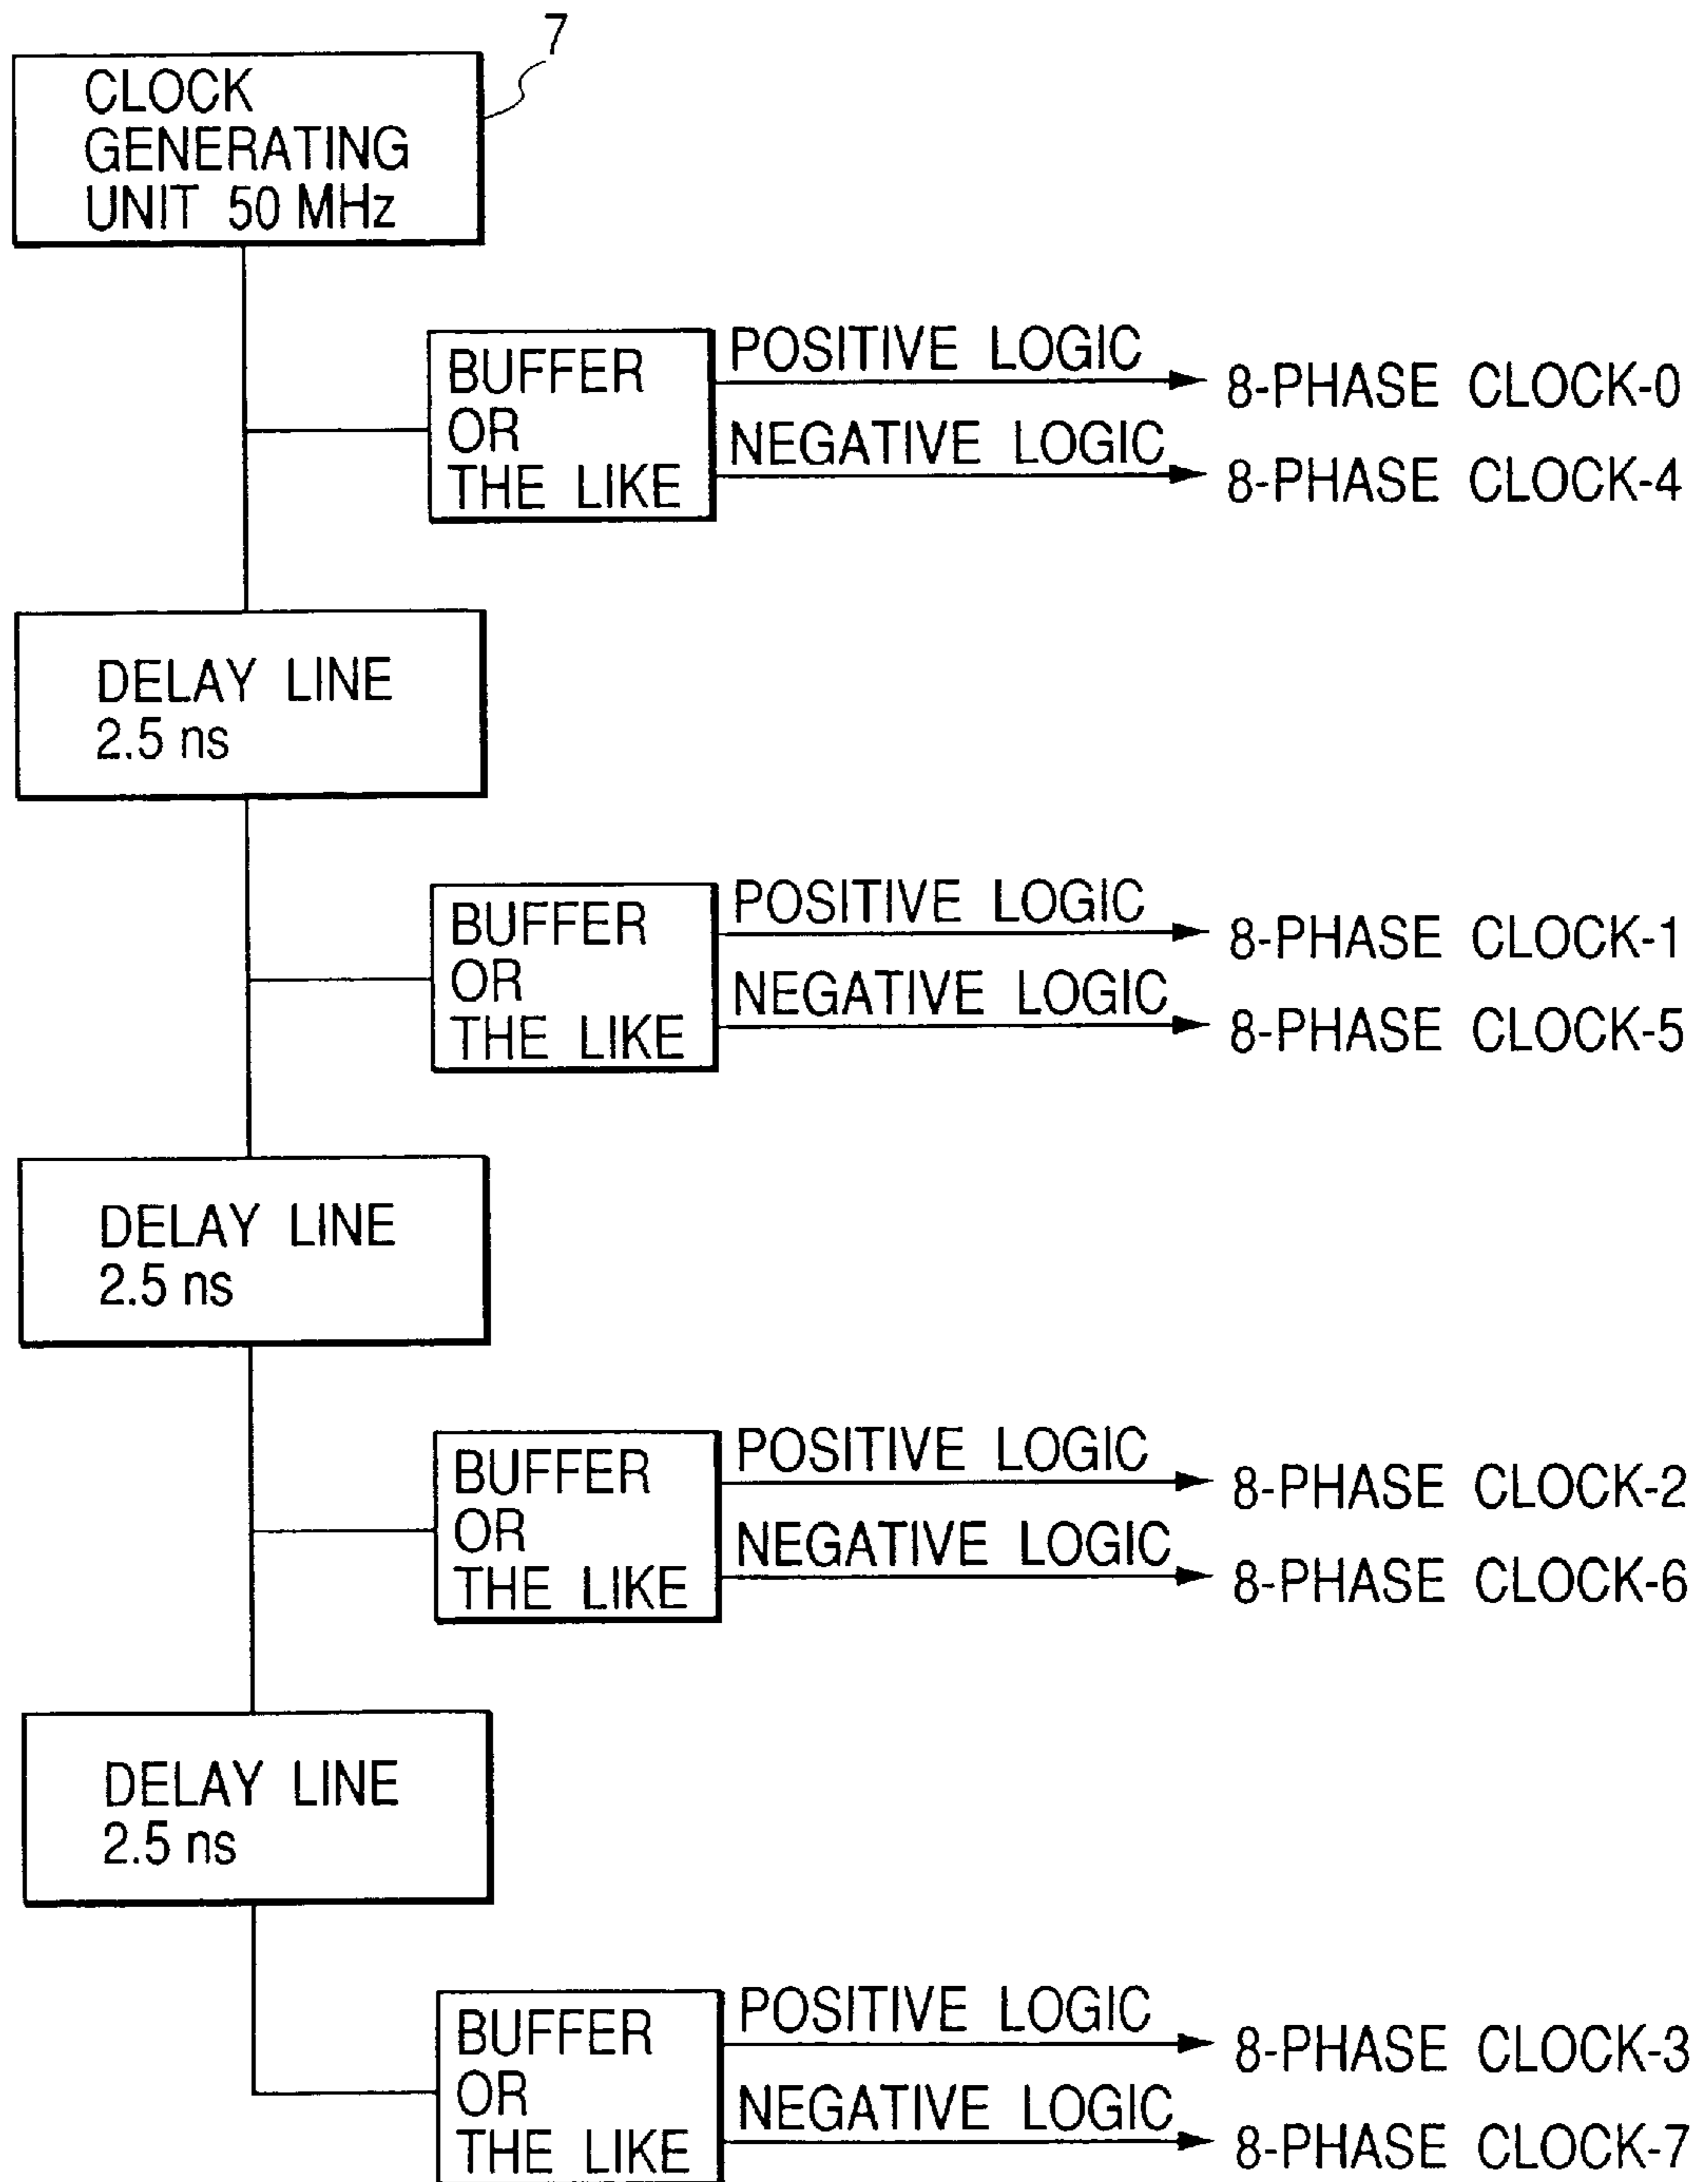 7
CLOCK
GENERATING
UNIT 50 MHz
BUFFER
OR
THE LIKE
POSITIVE LOGIC
8-PHASE CLOCK-0
NEGATIVE LOGIC
8-PHASE CLOCK-4
DELAY LINE
2.5 ns
BUFFER
OR
THE LIKE
POSITIVE LOGIC
8-PHASE CLOCK-1
NEGATIVE LOGIC
8-PHASE CLOCK-5
DELAY LINE
2.5 ns
BUFFER
OR
THE LIKE
POSITIVE LOGIC
8-PHASE CLOCK-2
NEGATIVE LOGIC
8-PHASE CLOCK-6
DELAY LINE
2.5 ns
BUFFER
OR
THE LIKE
POSITIVE LOGIC
8-PHASE CLOCK-3
NEGATIVE LOGIC
8-PHASE CLOCK-7